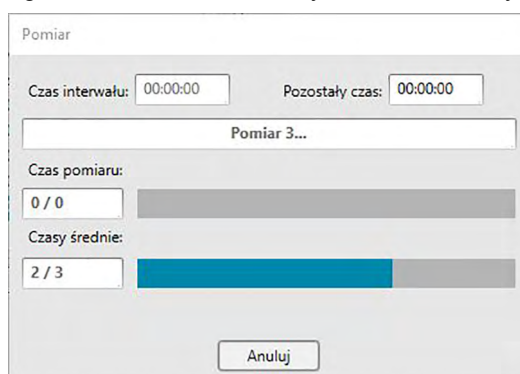 Pomiar
Czas interwału: 00:00:00 Pozostały czas: 00:00:00
Pomiar 3...
Czas pomiaru:
0 / 0
Czasy średnie:
2 / 3
Anuluj